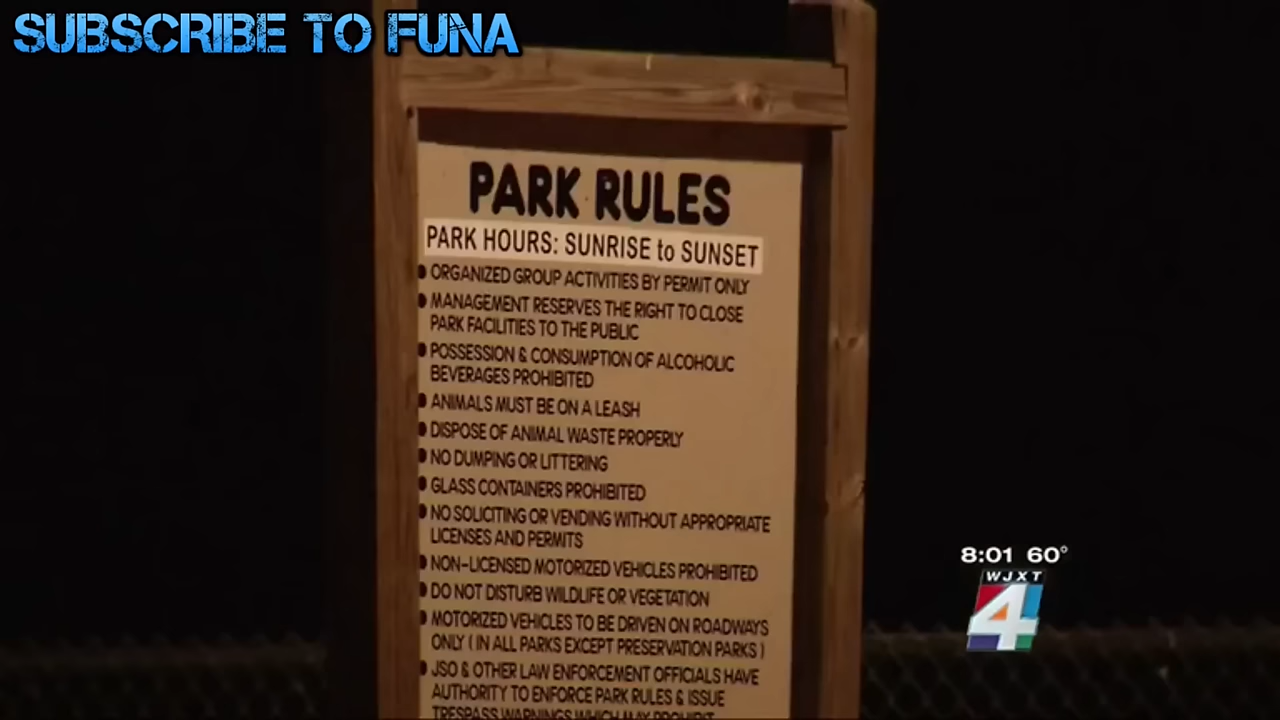 SUBSCRIBE TO FUNA
PARK RULES
PARK HOURS: SUNRISE to SUNSET
ORGANIZED GROUP ACTIVITIES BY PERMIT ONLY
MANAGEMENT RESERVES THE RIGHT TO CLOSE
PARK FACILITIES TO THE PUBLIC
POSSESSION & CONSUMPTION OF ALCOHOLIC
BEVERAGES PROHIBITED
ANIMALS MUST BE ON A LEASH
DISPOSE OF ANIMAL WASTE PROPERLY
NO DUMPING OR LITTERING
GLASS CONTAINERS PROHIBITED
NO SOLICITING OR VENDING WITHOUT APPROPRIATE
LICENSES AND PERMITS
NON-LICENSED MOTORIZED VEHICLES PROHIBITED
DO NOT DISTURB WILDLIFE OR VEGETATION
MOTORIZED VEHICLES TO BE DRIVEN ON ROADWAYS
ONLY ( IN ALL PARKS EXCEPT PRESERVATION PARKS )
JSO & OTHER LAW ENFORCEMENT OFFICIALS HAVE
AUTHORITY TO ENFORCE PARK RULES & ISSUE
TRESPASS WARNINGS WHICH MAY PROHIBIT
8:01 60°
WJXT
4